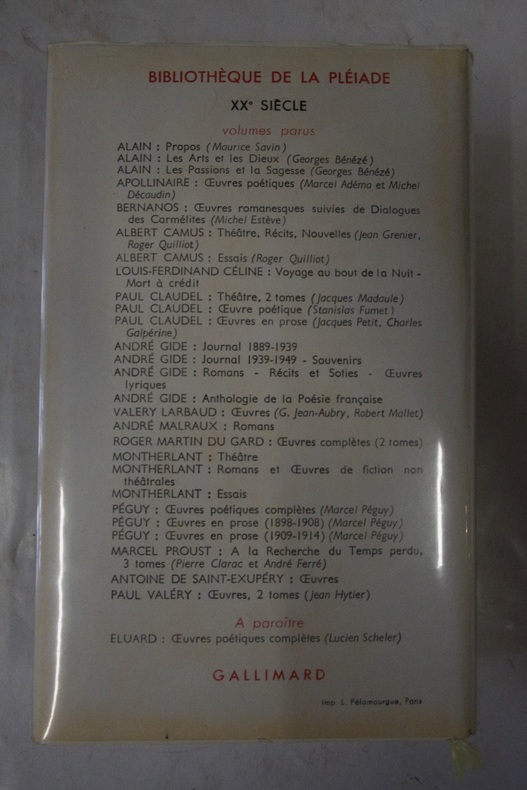 BIBLIOTHÈQUE DE LA PLÉIADE
XXe SIÈCLE
volumes parus
ALAIN : Propos (Maurice Savin)
ALAIN : Les Arts et les Dieux (Georges Bénézé)
ALAIN : Les Passions et la Sagesse (Georges Bénézé)
APOLLINAIRE : Œuvres poétiques (Marcel Adéma et Michel
Décaudin)
BERNANOS : Œuvres romanesques suivies de Dialogues
des Carmélites (Michel Estève)
ALBERT CAMUS : Théâtre, Récits, Nouvelles (Jean Grenier,
Roger Quilliot)
ALBERT CAMUS : Essais (Roger Quilliot)
LOUIS-FERDINAND CÉLINE : Voyage au bout de la Nuit -
Mort à crédit
PAUL CLAUDEL : Théâtre, 2 tomes (Jacques Madaule)
PAUL CLAUDEL : Œuvre poétique (Stanislas Fumet)
PAUL CLAUDEL : Œuvres en prose (Jacques Petit, Charles
Galpérine)
ANDRÉ GIDE : Journal 1889-1939
ANDRÉ GIDE : Journal 1939-1949 - Souvenirs
ANDRÉ GIDE : Romans - Récits et Soties - Œuvres
lyriques
ANDRÉ GIDE : Anthologie de la Poésie française
VALERY LARBAUD : Œuvres (G. Jean-Aubry, Robert Mallet)
ANDRÉ MALRAUX : Romans
ROGER MARTIN DU GARD : Œuvres complètes (2 tomes)
MONTHERLANT : Théâtre
MONTHERLANT : Romans et Œuvres de fiction non
théâtrales
MONTHERLANT : Essais
PÉGUY : Œuvres poétiques complètes (Marcel Péguy)
PÉGUY : Œuvres en prose (1898-1908) (Marcel Péguy)
PÉGUY : Œuvres en prose (1909-1914) (Marcel Péguy)
MARCEL PROUST : A la Recherche du Temps perdu,
3 tomes (Pierre Clarac et André Ferré)
ANTOINE DE SAINT-EXUPÉRY : Œuvres
PAUL VALÉRY : Œuvres, 2 tomes (Jean Hytier)
A paraître
ELUARD : Œuvres poétiques complètes (Lucien Scheler)
GALLIMARD
Imp. I. Pélamourgue, Paris